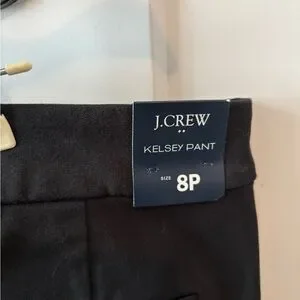 J.CREW
KELSEY PANT
SIZE 8P